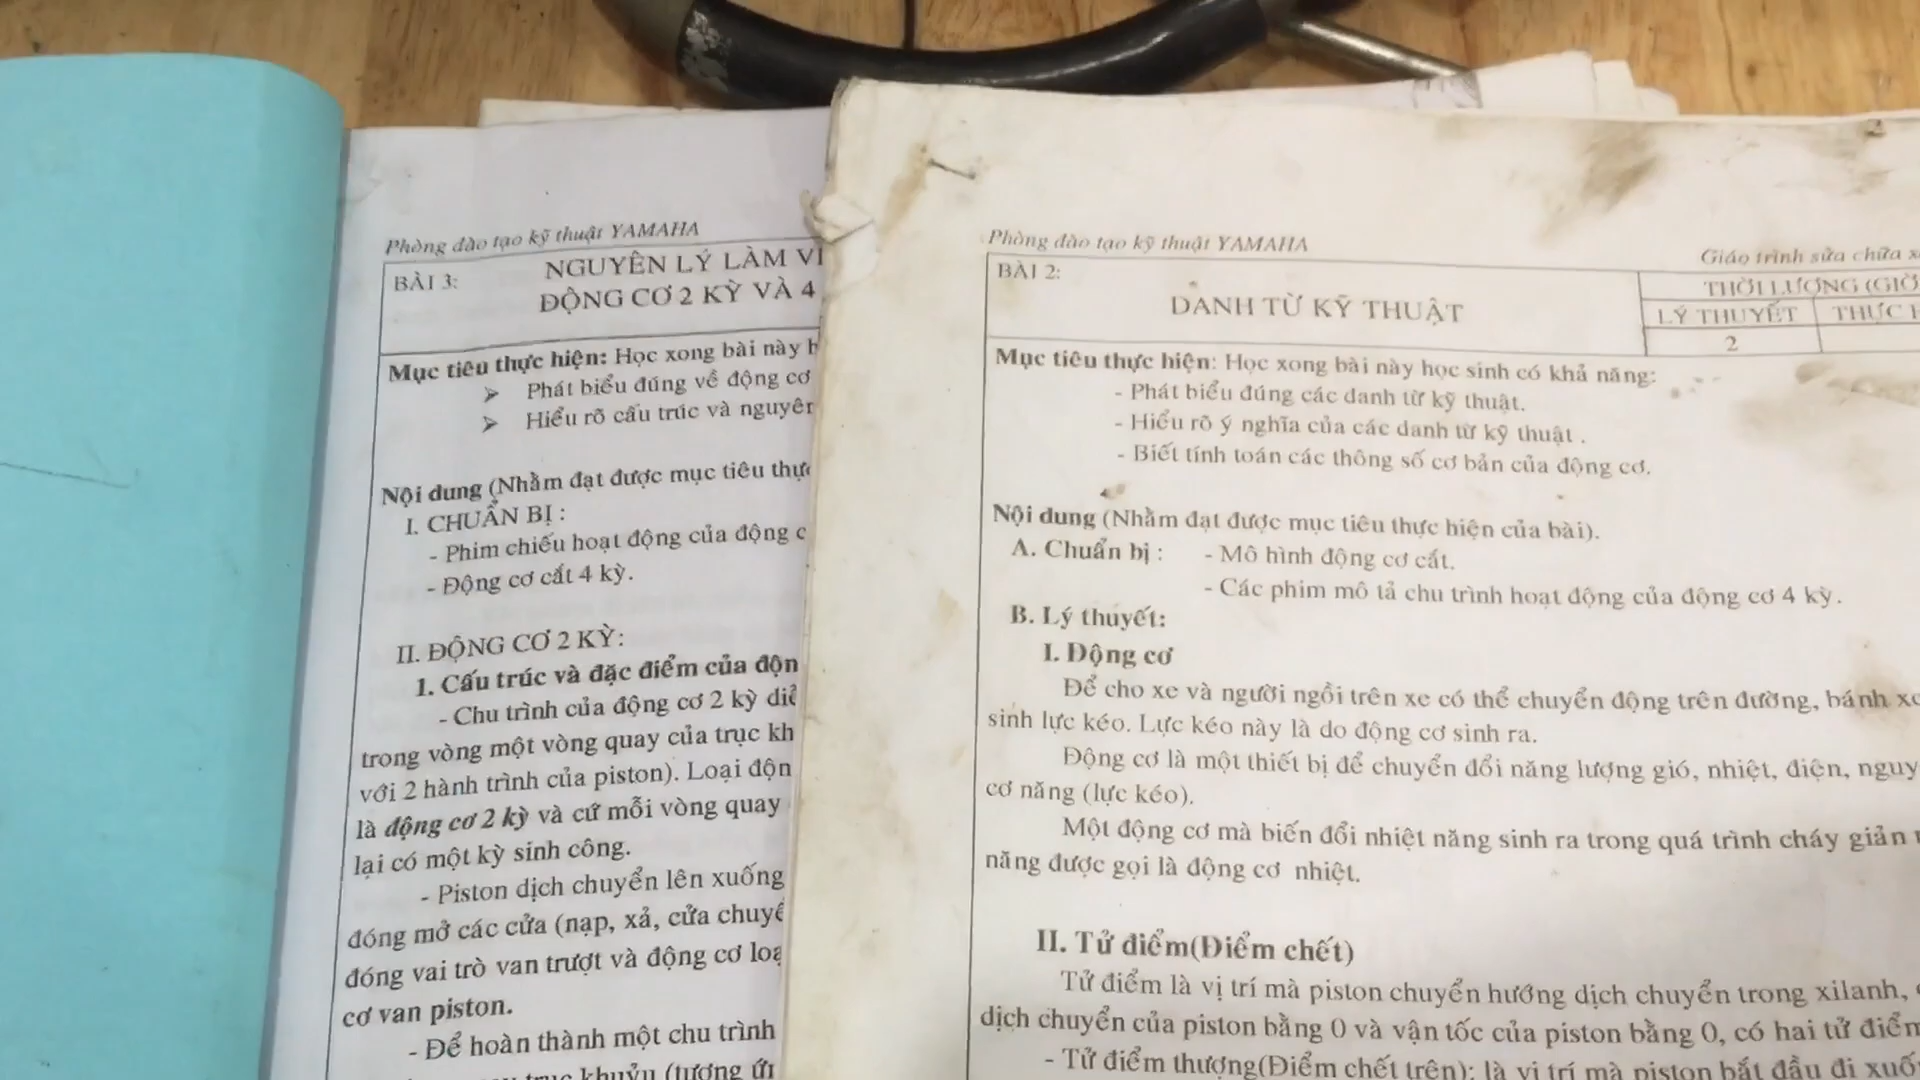 Phòng đào tạo kỹ thuật YAMAHA
BÀI 3:
NGUYÊN LÝ LÀM
ĐỘNG CƠ 2 KỲ VÀ 4
Mục tiêu thực hiện: Học xong bài này
➢ Phát biểu đúng về động cơ
➢ Hiểu rõ cấu trúc và
Nội dung (Nhằm đạt được mục tiêu
I. CHUẨN BỊ :
- Phim chiếu hoạt động của động
- Động cơ cắt 4 kỳ.
II. ĐỘNG CƠ 2 KỲ:
1. Cấu trúc và đặc điểm của
- Chu trình của động cơ 2 kỳ
trong vòng một vòng quay của trục
với 2 hành trình của piston). Loại
là động cơ 2 kỳ và cứ mỗi vòng quay
lại có một kỳ sinh công.
- Piston dịch chuyển lên xuống
đóng mở các cửa (nạp, xả, cửa
đóng vai trò van trượt và động cơ
cơ van piston.
- Để hoàn thành một chu trình
trục khuỷu (tương
Phòng đào tạo kỹ thuật YAMAHA
Giáo trình sửa chữa
BÀI 2:
DANH TỪ KỸ THUẬT
THỜI LƯỢNG (GIỜ
LÝ THUYẾT
2
Mục tiêu thực hiện: Học xong bài này học sinh có khả năng:
- Phát biểu đúng các danh từ kỹ thuật.
- Hiểu rõ ý nghĩa của các danh từ kỹ thuật .
- Biết tính toán các thông số cơ bản của động cơ.
Nội dung (Nhằm đạt được mục tiêu thực hiện của bài).
A. Chuẩn bị : - Mô hình động cơ cắt.
- Các phim mô tả chu trình hoạt động của động cơ 4 kỳ.
B. Lý thuyết:
I. Động cơ
Để cho xe và người ngồi trên xe có thể chuyển động trên đường, bánh
sinh lực kéo. Lực kéo này là do động cơ sinh ra.
Động cơ là một thiết bị để chuyển đổi năng lượng gió, nhiệt, điện,
cơ năng (lực kéo).
Một động cơ mà biến đổi nhiệt năng sinh ra trong quá trình cháy giản
năng được gọi là động cơ nhiệt.
II. Tử điểm(Điểm chết)
Tử điểm là vị trí mà piston chuyển hướng dịch chuyển trong xilanh,
dịch chuyển của piston bằng 0 và vận tốc của piston bằng 0, có hai tử điểm
- Tử điểm thượng(Điểm chết trên): là vị trí mà piston bắt đầu đi